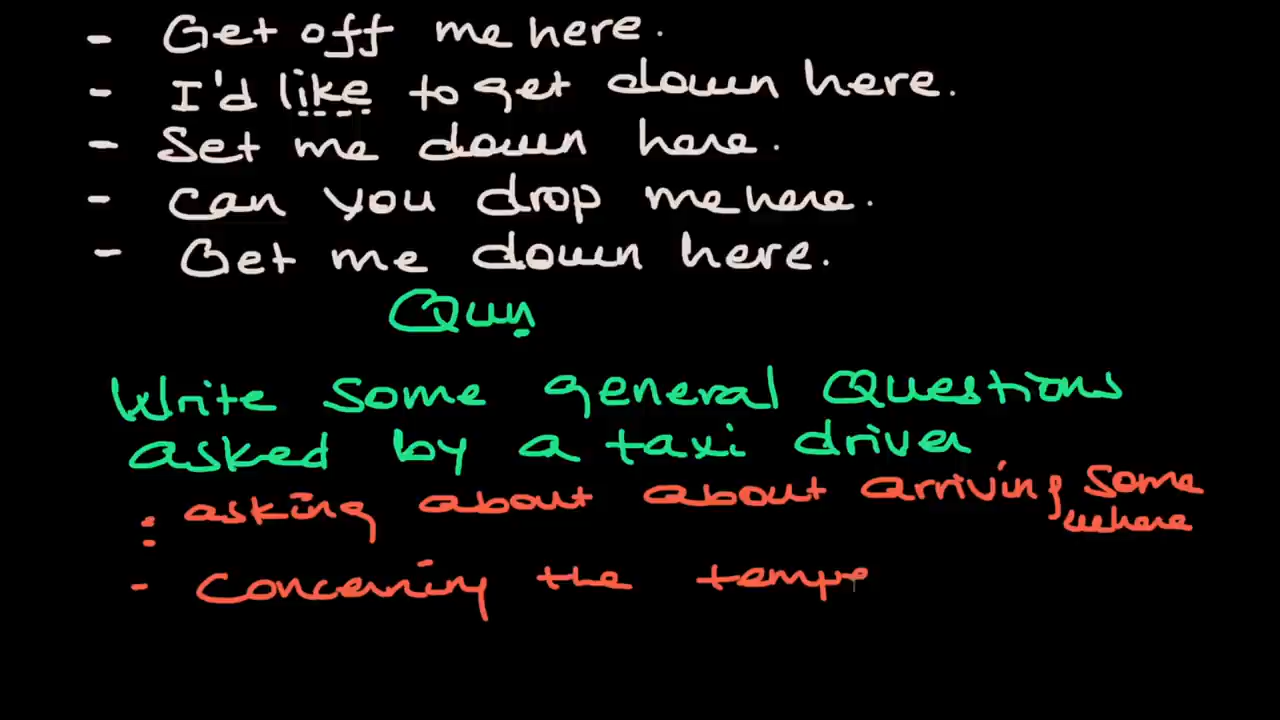 - Get off me here.
- I'd like to get down here.
- Set me down here.
- Can you drop me here.
- Get me down here.
Write some general Questions
asked by a taxi driver
: asking about about arriving some
where
- Concerning the tempe